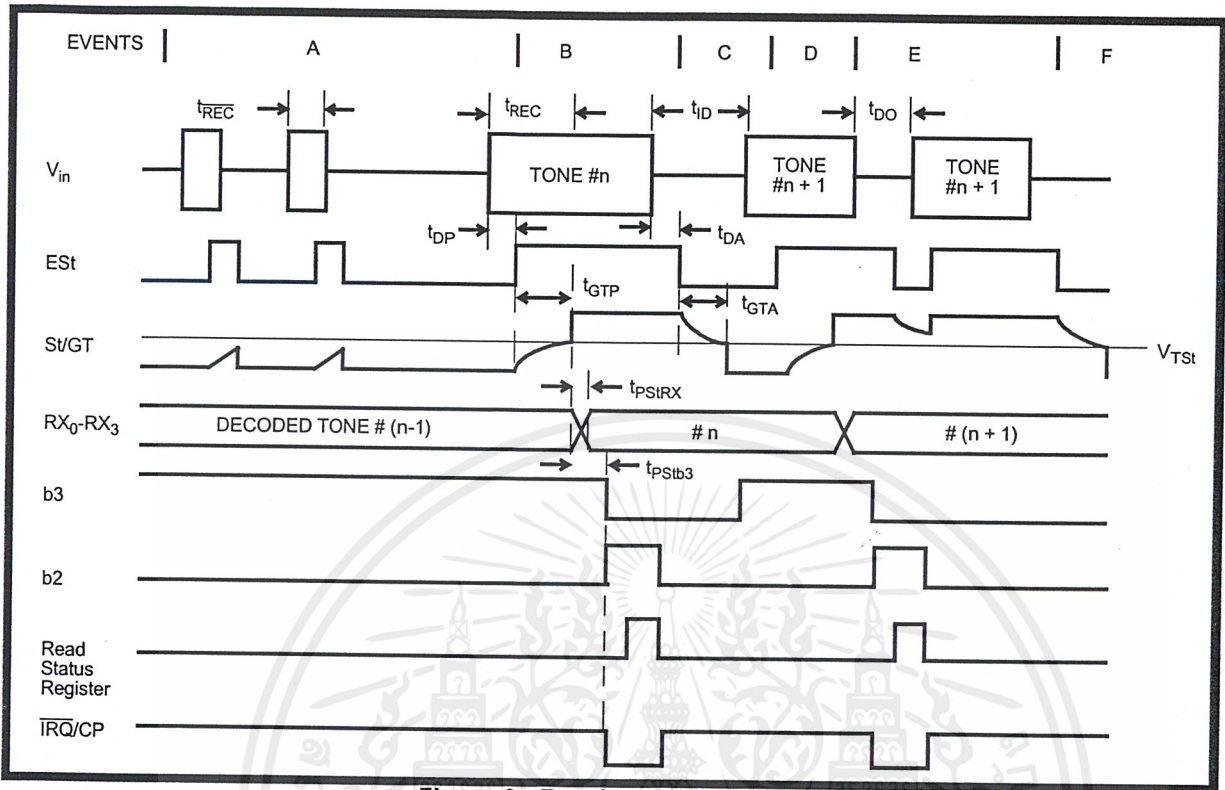 EVENTS A B C D E F
tREC tREC tID tDO
Vin TONE #n TONE #n + 1 TONE #n + 1
tDP tDA
ESt
tGTP tGTA
St/GT VTSt
tPStRX
RX0-RX3 DECODED TONE # (n-1) # n # (n + 1)
tPStb3
b3
b2
Read
Status
Register
IRQ/CP